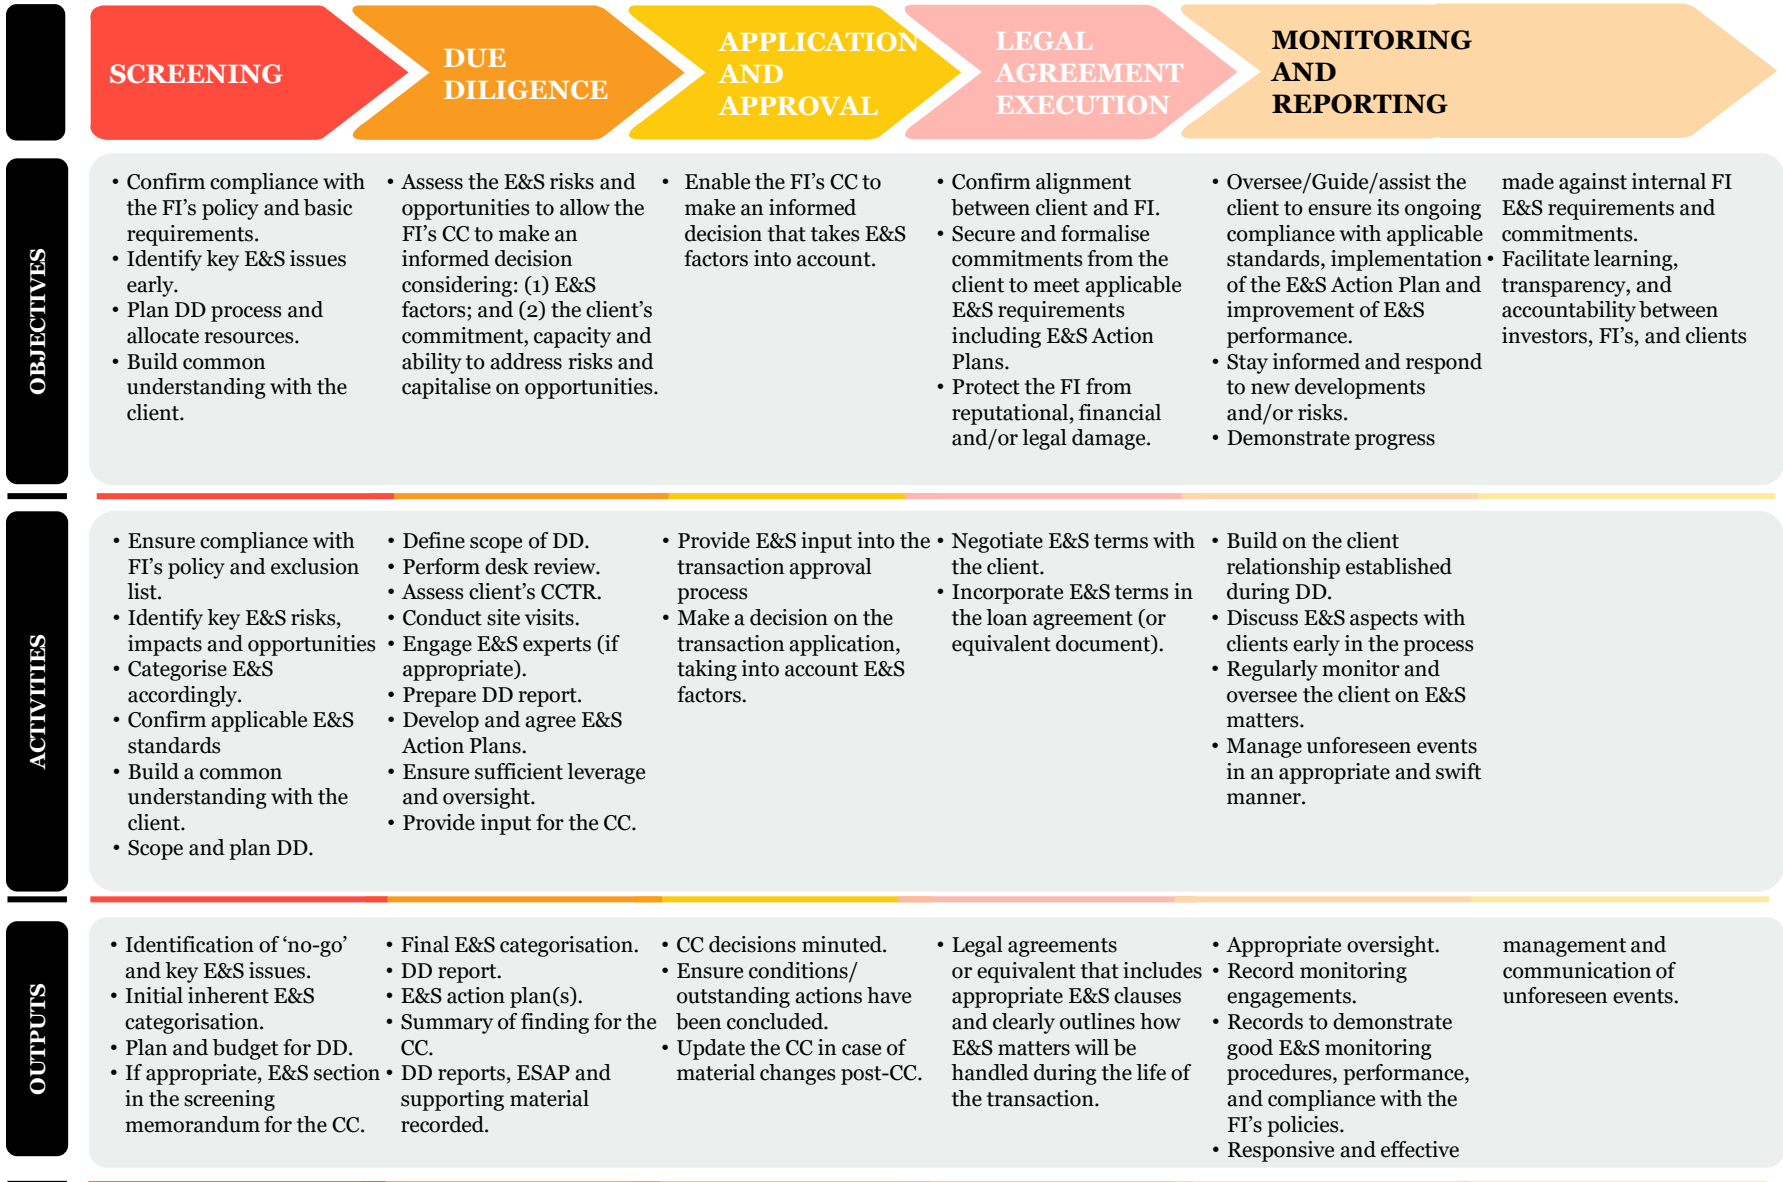 SCREENING
DUE
DILIGENCE
APPLICATION
AND
APPROVAL
LEGAL
AGREEMENT
EXECUTION
MONITORING
AND
REPORTING
OBJECTIVES
• Confirm compliance with
the FI's policy and basic
requirements.
• Identify key E&S issues
early.
• Plan DD process and
allocate resources.
• Build common
understanding with the
client.
• Assess the E&S risks and
opportunities to allow the
FI's CC to make an
informed decision
considering: (1) E&S
factors; and (2) the client's
commitment, capacity and
ability to address risks and
capitalise on opportunities.
• Enable the FI's CC to
make an informed
decision that takes E&S
factors into account.
• Confirm alignment
between client and FI.
• Secure and formalise
commitments from the
client to meet applicable
E&S requirements
including E&S Action
Plans.
• Protect the FI from
reputational, financial
and/or legal damage.
• Oversee/Guide/assist the
client to ensure its ongoing
compliance with applicable
standards, implementation
of the E&S Action Plan and
improvement of E&S
performance.
• Stay informed and respond
to new developments
and/or risks.
• Demonstrate progress
made against internal FI
E&S requirements and
commitments.
• Facilitate learning,
transparency, and
accountability between
investors, FI's, and clients
ACTIVITIES
• Ensure compliance with
FI's policy and exclusion
list.
• Identify key E&S risks,
impacts and opportunities
• Categorise E&S
accordingly.
• Confirm applicable E&S
standards
• Build a common
understanding with the
client.
• Scope and plan DD.
• Define scope of DD.
• Perform desk review.
• Assess client's CCTR.
• Conduct site visits.
• Engage E&S experts (if
appropriate).
• Prepare DD report.
• Develop and agree E&S
Action Plans.
• Ensure sufficient leverage
and oversight.
• Provide input for the CC.
• Provide E&S input into the
transaction approval
process
• Make a decision on the
transaction application,
taking into account E&S
factors.
• Negotiate E&S terms with
the client.
• Incorporate E&S terms in
the loan agreement (or
equivalent document).
• Build on the client
relationship established
during DD.
• Discuss E&S aspects with
clients early in the process
• Regularly monitor and
oversee the client on E&S
matters.
• Manage unforeseen events
in an appropriate and swift
manner.
OUTPUTS
• Identification of 'no-go'
and key E&S issues.
• Initial inherent E&S
categorisation.
• Plan and budget for DD.
• If appropriate, E&S section
in the screening
memorandum for the CC.
• Final E&S categorisation.
• DD report.
• E&S action plan(s).
• Summary of finding for the
CC.
• DD reports, ESAP and
supporting material
recorded.
• CC decisions minuted.
• Ensure conditions/
outstanding actions have
been concluded.
• Update the CC in case of
material changes post-CC.
• Legal agreements
or equivalent that includes
appropriate E&S clauses
and clearly outlines how
E&S matters will be
handled during the life of
the transaction.
• Appropriate oversight.
• Record monitoring
engagements.
• Records to demonstrate
good E&S monitoring
procedures, performance,
and compliance with the
FI's policies.
• Responsive and effective
management and
communication of
unforeseen events.